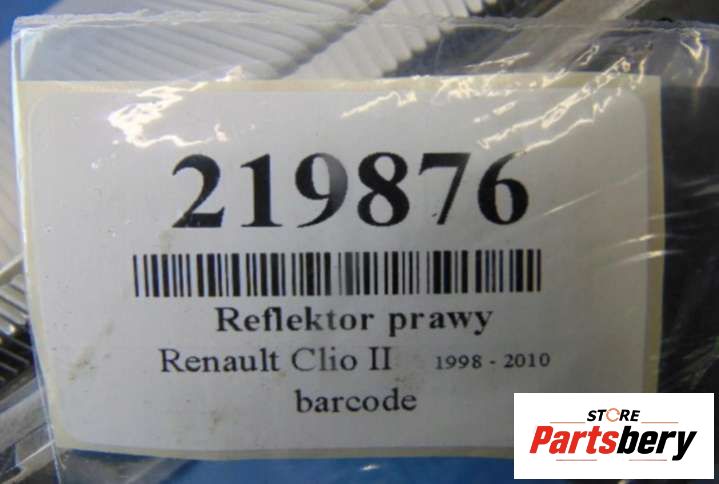 219876
Reflektor prawy
Renault Clio II 1998 - 2010
barcode
STORE
Partsbery